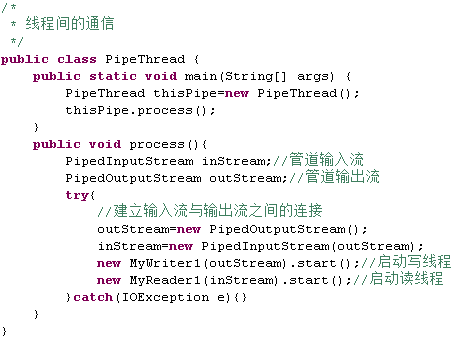 /*
 * 线程间的通信
 */
public class PipeThread {
    public static void main(String[] args) {
        PipeThread thisPipe=new PipeThread();
        thisPipe.process();
    }
    public void process(){
        PipedInputStream inStream;//管道输入流
        PipedOutputStream outStream;//管道输出流
        try{
            //建立输入流与输出流之间的连接
            outStream=new PipedOutputStream();
            inStream=new PipedInputStream(outStream);
            new MyWriter1(outStream).start();//启动写线程
            new MyReader1(inStream).start();//启动读线程
        }catch(IOException e){}
    }
}